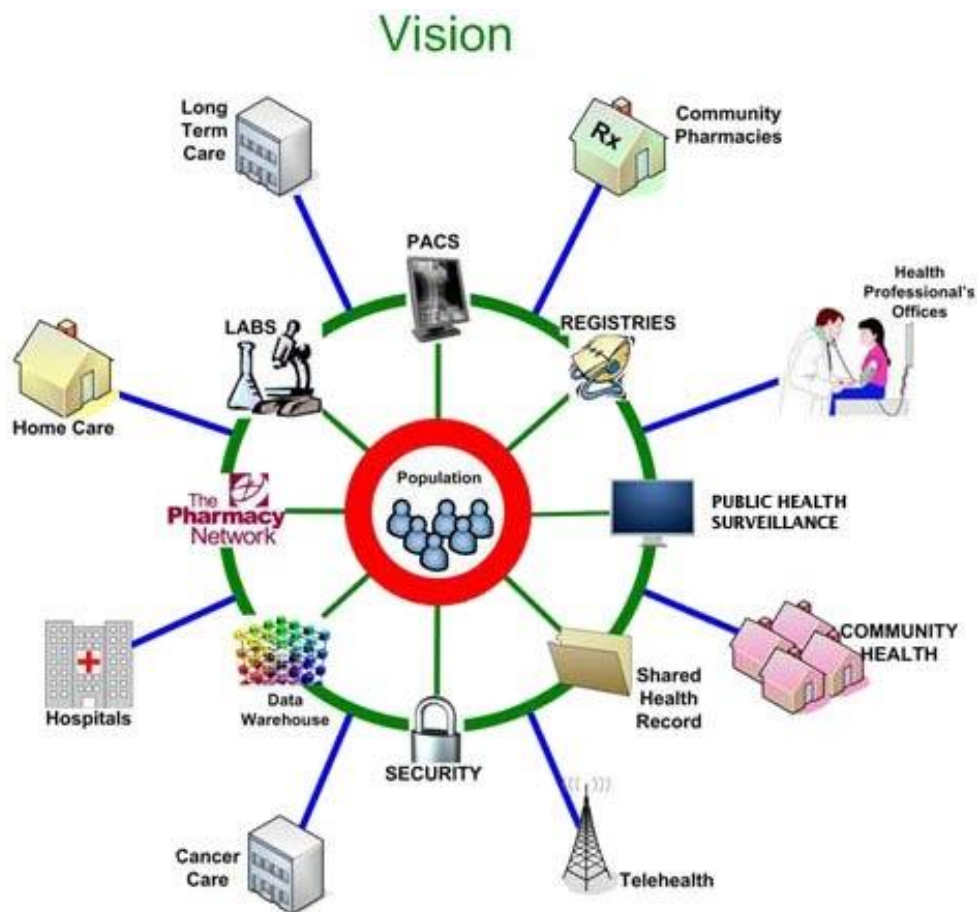 Vision
Long
Term
Care
Rx
Community
Pharmacies
PACS
Health
Professional's
Offices
LABS
REGISTRIES
Home Care
Population
The
Pharmacy
Network
PUBLIC HEALTH
SURVEILLANCE
COMMUNITY
HEALTH
Hospitals
Data
Warehouse
Shared
Health
Record
SECURITY
Cancer
Care
Telehealth